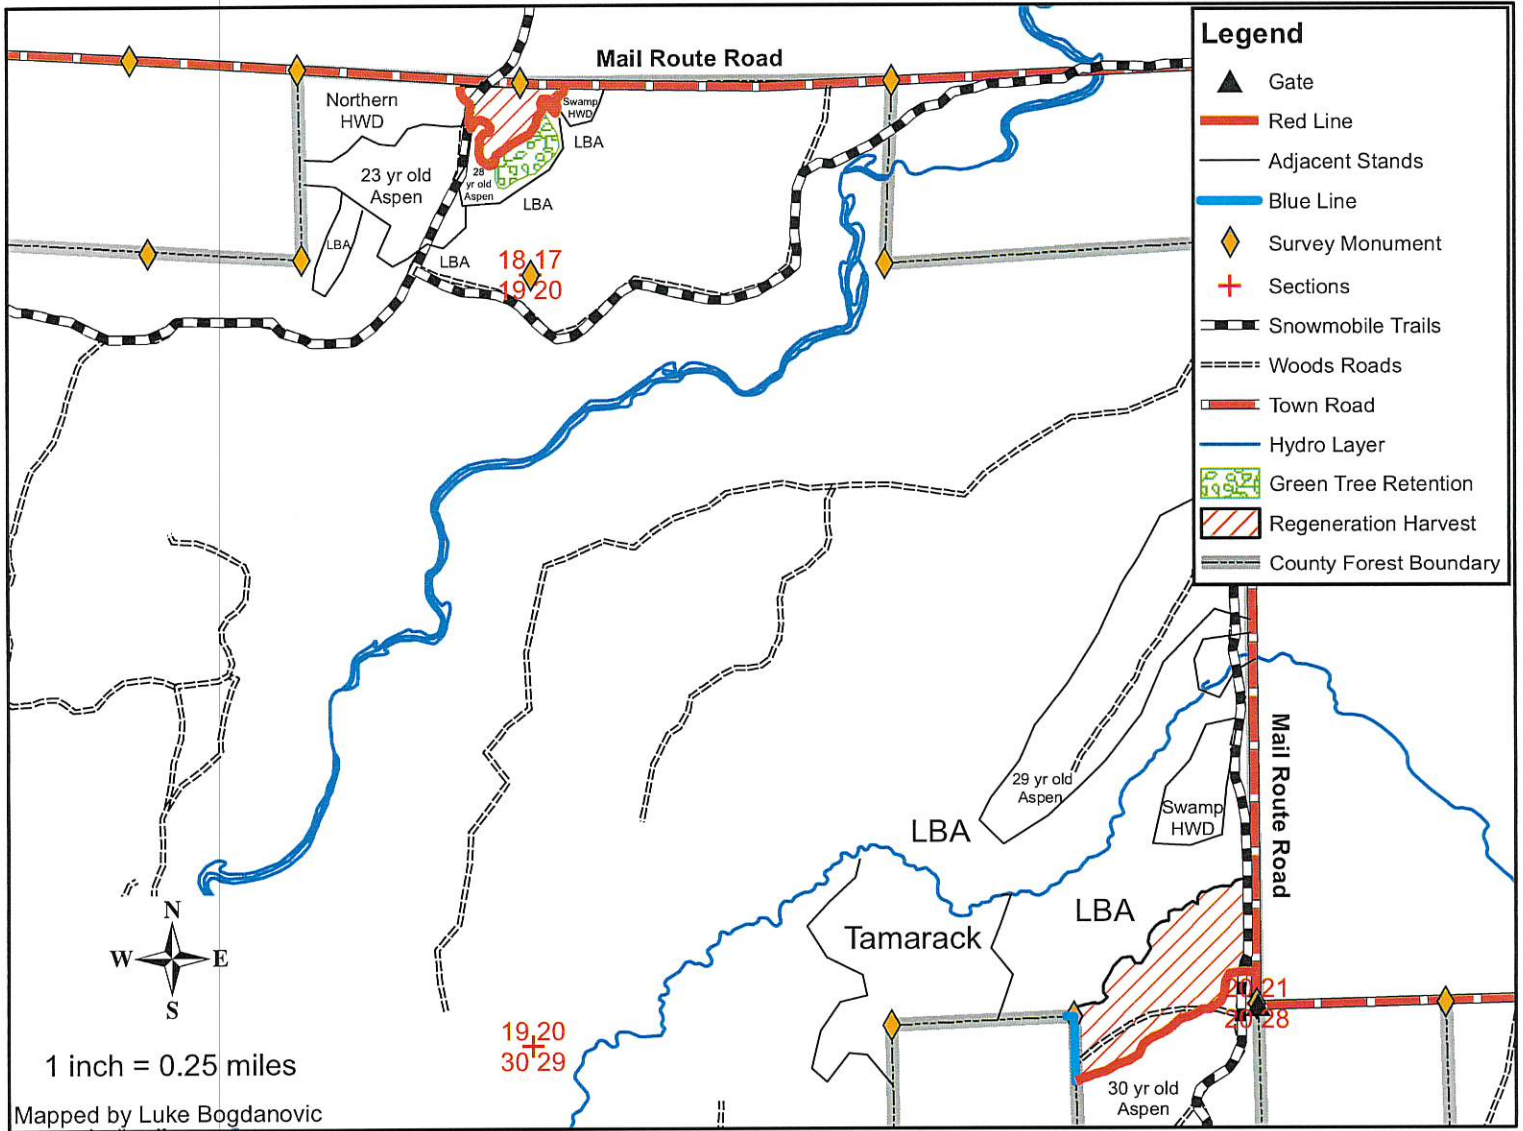 Mail Route Road
Northern
HWD
Swamp
HWD
LBA
23 yr old
Aspen
28
yr old
Aspen
LBA
LBA
LBA
18 17
19 20
Legend
Gate
Red Line
Adjacent Stands
Blue Line
Survey Monument
Sections
Snowmobile Trails
Woods Roads
Town Road
Hydro Layer
Green Tree Retention
Regeneration Harvest
County Forest Boundary
Mail Route Road
29 yr old
Aspen
Swamp
HWD
LBA
LBA
Tamarack
N
W E
S
20 21
28
19 20
30 29
30 yr old
Aspen
1 inch = 0.25 miles
Mapped by Luke Bogdanovic